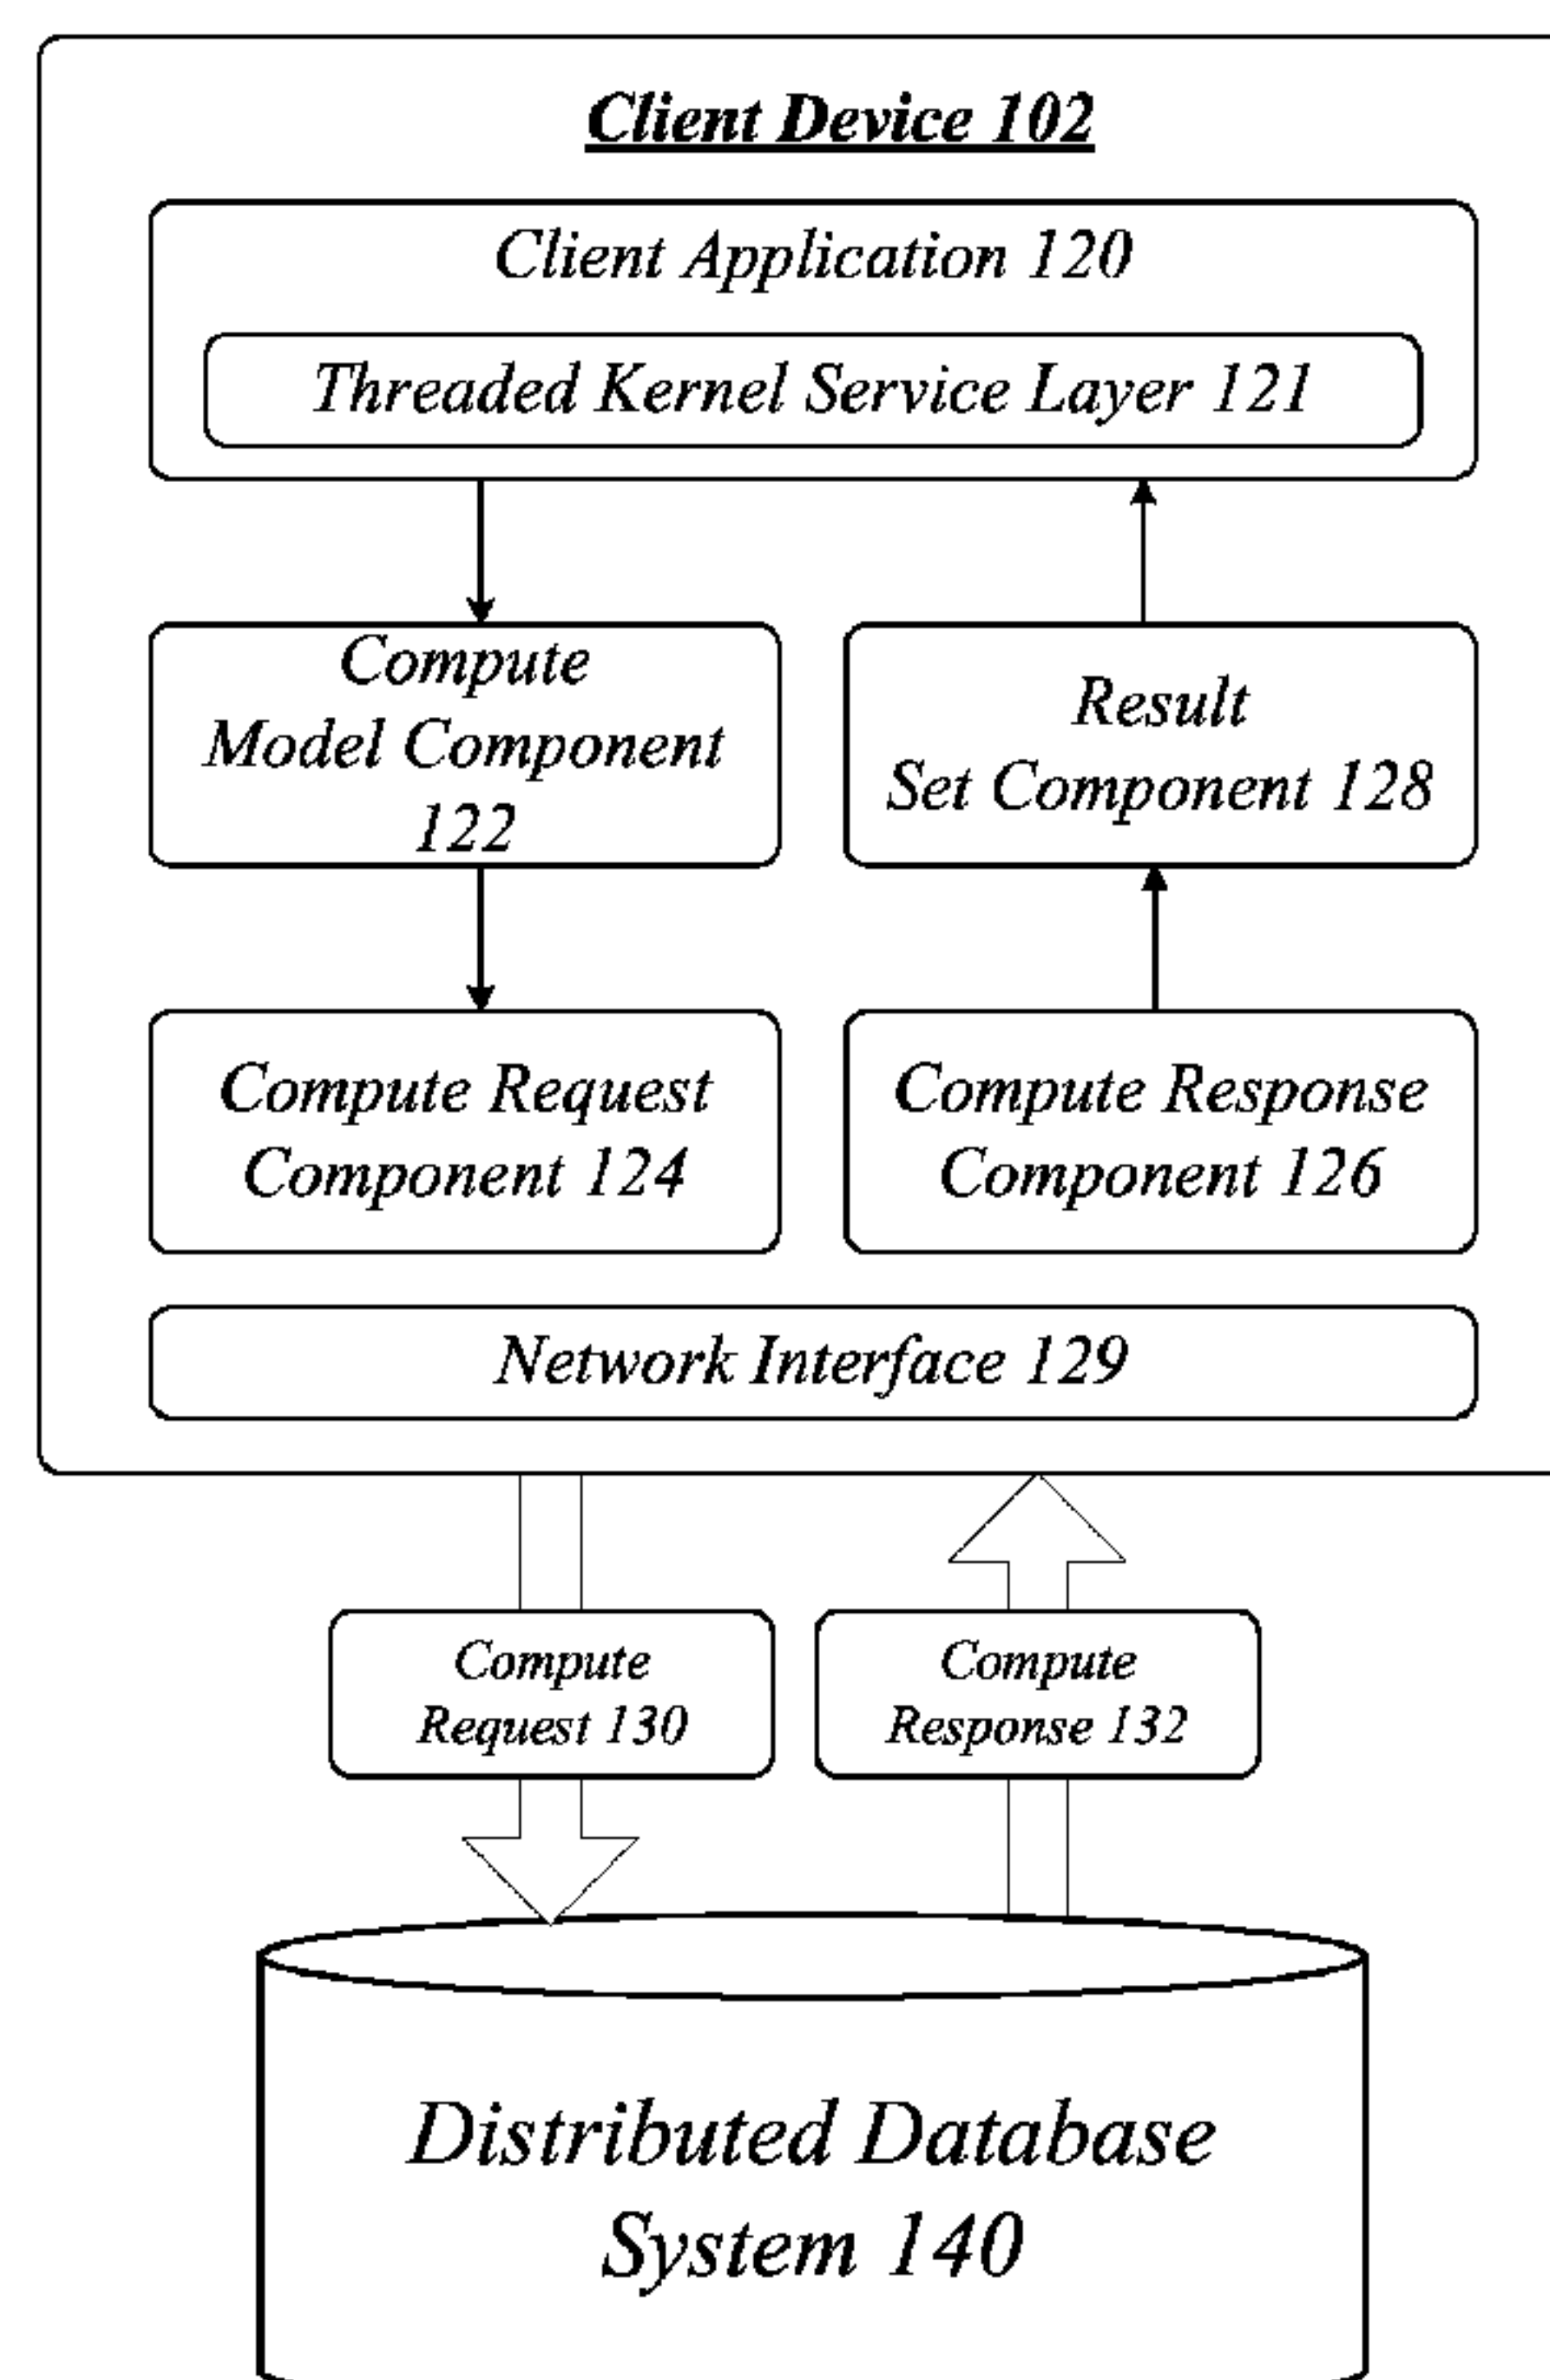 Client Device 102
Client Application 120
Threaded Kernel Service Layer 121
Compute
Model Component
122
Result
Set Component 128
Compute Request
Component 124
Compute Response
Component 126
Network Interface 129
Compute
Request 130
Compute
Response 132
Distributed Database
System 140